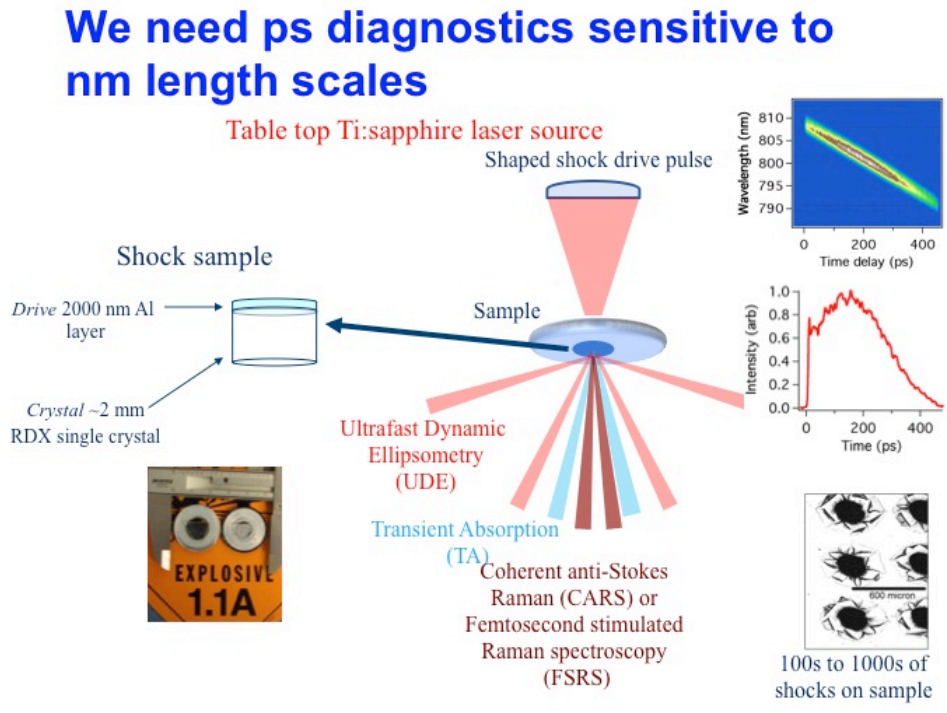 We need ps diagnostics sensitive to
nm length scales
Table top Ti:sapphire laser source
Shaped shock drive pulse
Shock sample
Drive 2000 nm Al
layer
Sample
Crystal ~2 mm
RDX single crystal
Ultrafast Dynamic
Ellipsometry
(UDE)
Transient Absorption
(TA)
Coherent anti-Stokes
Raman (CARS) or
Femtosecond stimulated
Raman spectroscopy
(FSRS)
EXPLOSIVE
1.1A
Wavelength (nm)
810
805
800
795
790
0 200 400
Time delay (ps)
Intensity (arb)
1.0
0.8
0.6
0.4
0.2
0.0
0 200 400
Time (ps)
600 micron
100s to 1000s of
shocks on sample